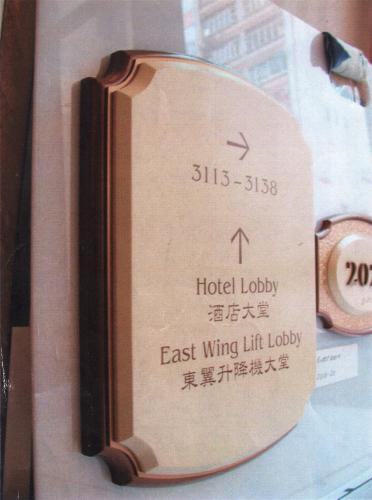 →
3113-3138
↑
Hotel Lobby
酒店大堂
East Wing Lift Lobby
東翼升降機大堂
202